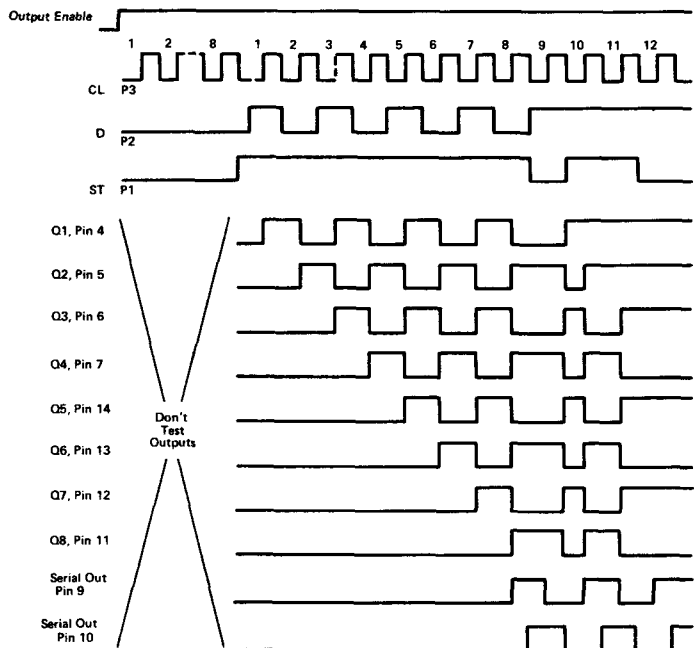 Output Enable
1 2 8 1 2 3 4 5 6 7 8 9 10 11 12
CL P3
D
P2
ST P1
Q1, Pin 4
Q2, Pin 5
Q3, Pin 6
Q4, Pin 7
Q5, Pin 14
Q6, Pin 13
Q7, Pin 12
Q8, Pin 11
Serial Out
Pin 9
Serial Out
Pin 10
Don't
Test
Outputs